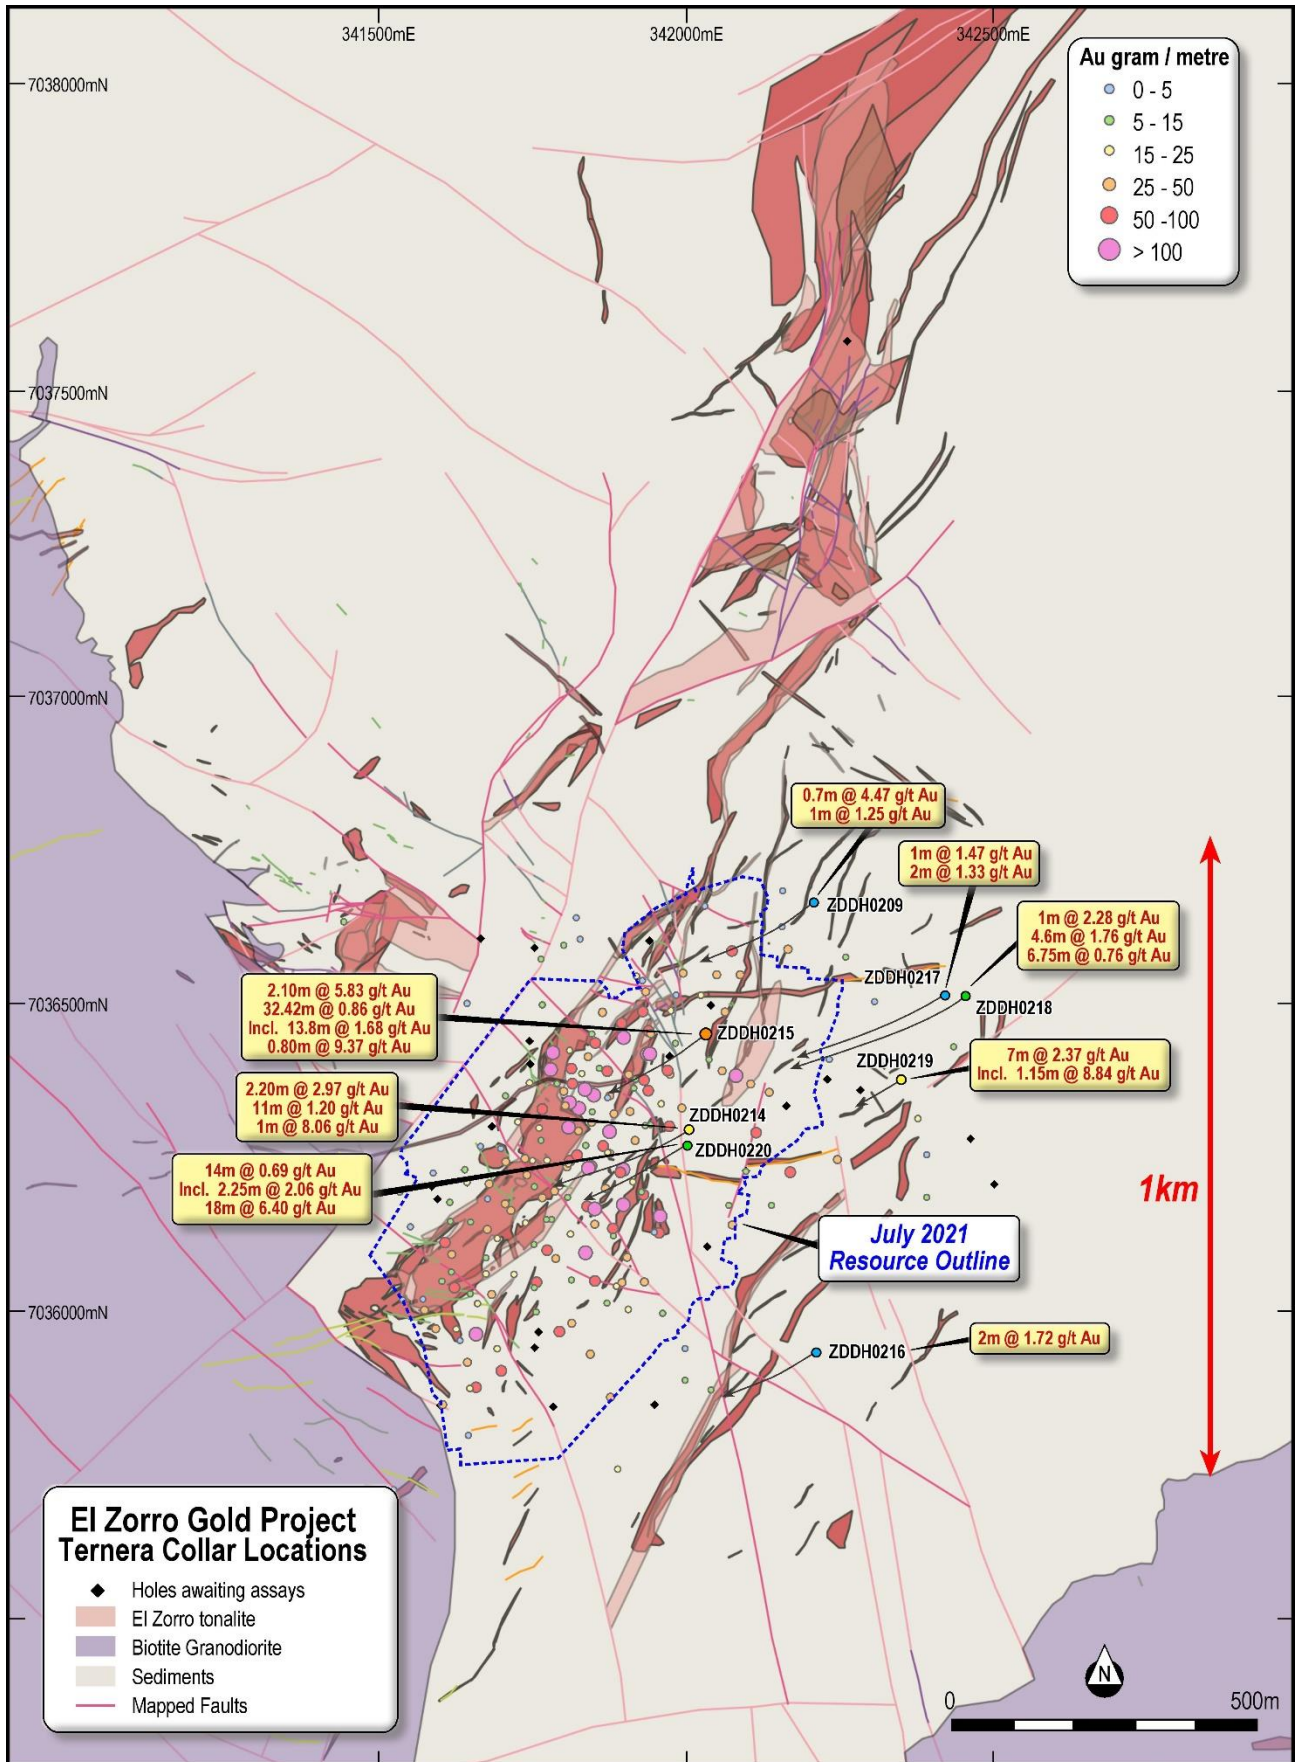 341500mE
342000mE
342500mE
7038000mN
7037500mN
7037000mN
7036500mN
7036000mN
Au gram / metre
0 - 5
5 - 15
15 - 25
25 - 50
50 -100
> 100
0.7m @ 4.47 g/t Au
1m @ 1.25 g/t Au
ZDDH0209
1m @ 1.47 g/t Au
2m @ 1.33 g/t Au
ZDDH0217
1m @ 2.28 g/t Au
4.6m @ 1.76 g/t Au
6.75m @ 0.76 g/t Au
ZDDH0218
2.10m @ 5.83 g/t Au
32.42m @ 0.86 g/t Au
Incl. 13.8m @ 1.68 g/t Au
0.80m @ 9.37 g/t Au
ZDDH0215
7m @ 2.37 g/t Au
Incl. 1.15m @ 8.84 g/t Au
ZDDH0219
2.20m @ 2.97 g/t Au
11m @ 1.20 g/t Au
1m @ 8.06 g/t Au
ZDDH0214
ZDDH0220
14m @ 0.69 g/t Au
Incl. 2.25m @ 2.06 g/t Au
18m @ 6.40 g/t Au
1km
July 2021
Resource Outline
ZDDH0216
2m @ 1.72 g/t Au
El Zorro Gold Project
Ternera Collar Locations
Holes awaiting assays
El Zorro tonalite
Biotite Granodiorite
Sediments
Mapped Faults
N
0
500m